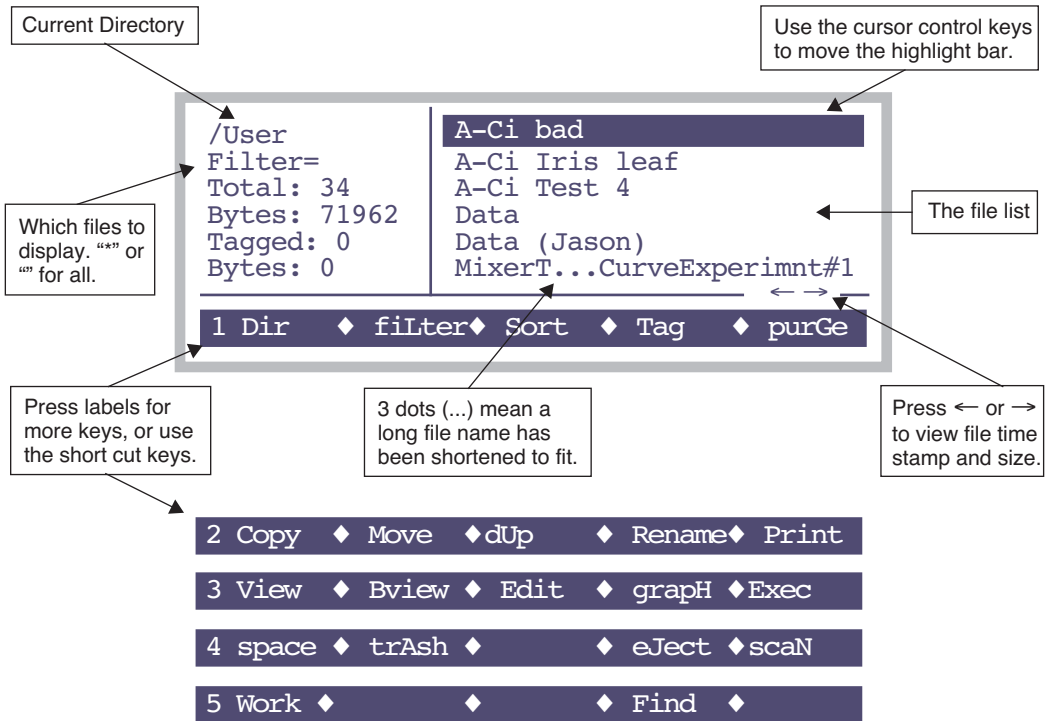 Current Directory
Use the cursor control keys
to move the highlight bar.
/User
Filter=
Total: 34
Bytes: 71962
Tagged: 0
Bytes: 0
A-Ci bad
A-Ci Iris leaf
A-Ci Test 4
Data
Data (Jason)
MixerT...CurveExperimnt#1
← →
Which files to
display. “*” or
“” for all.
The file list
1 Dir ◆ fiLter◆ Sort ◆ Tag ◆ purGe
Press labels for
more keys, or use
the short cut keys.
3 dots (...) mean a
long file name has
been shortened to fit.
Press ← or →
to view file time
stamp and size.
2 Copy ◆ Move ◆dUp ◆ Rename◆ Print
3 View ◆ Bview ◆ Edit ◆ grapH ◆Exec
4 space ◆ trAsh ◆ ◆ eJect ◆scaN
5 Work ◆ ◆ ◆ Find ◆